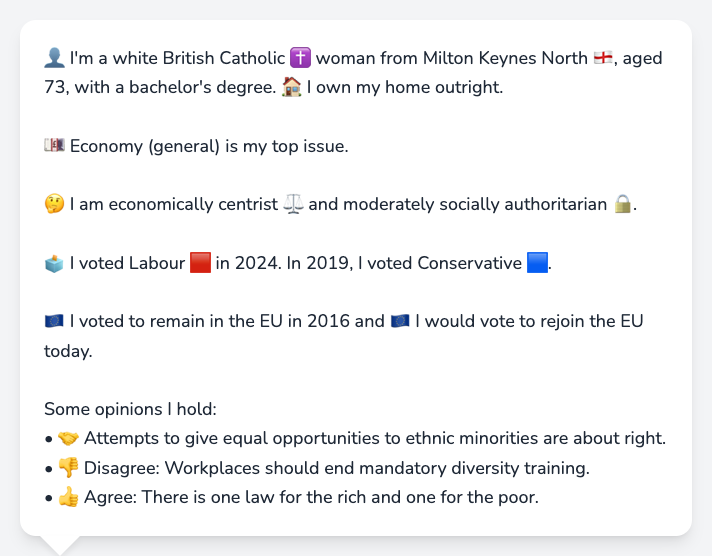 👤 I'm a white British Catholic ✝️ woman from Milton Keynes North 🏴󠁧󠁢󠁥󠁮󠁧󠁿, aged
73, with a bachelor's degree. 🏠 I own my home outright.
💷 Economy (general) is my top issue.
🤔 I am economically centrist ⚖️ and moderately socially authoritarian 🔒.
🗳️ I voted Labour 🟥 in 2024. In 2019, I voted Conservative 🟦.
🇪🇺 I voted to remain in the EU in 2016 and 🇪🇺 I would vote to rejoin the EU
today.
Some opinions I hold:
• 🤝 Attempts to give equal opportunities to ethnic minorities are about right.
• 👎 Disagree: Workplaces should end mandatory diversity training.
• 👍 Agree: There is one law for the rich and one for the poor.